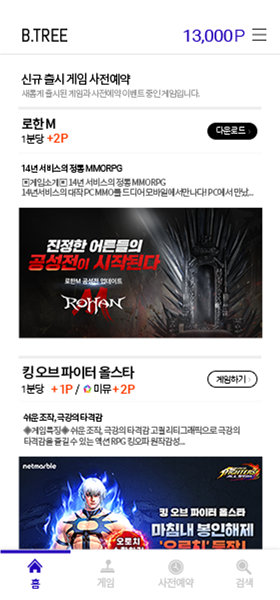 B.TREE
13,000P
신규 출시 게임 사전예약
새롭게 출시된 게임과 사전예약 이벤트 중인 게임입니다.
로한 M
1분당 +2P
다운로드
14년 서비스의 정통 MMORPG
▣게임소개▣ 14년 서비스의 정통 MMORPG
14년 서비스의 대작 PC MMO를 드디어 모바일에서 만나다! PC에서 만났...
진정한 어른들의
공성전이 시작된다
로한M 공성전 업데이트
ROHAN
M
킹 오브 파이터 올스타
1분당 +1P / 미뮤 +2P
게임하기
쉬운 조작, 극강의 타격감
◈게임특징◈ 쉬운 조작, 극강의 타격감 고퀄리티그래픽으로 극강의
타격감을 즐길 수 있는 액션 RPG 킹오파 원작감성...
netmarble
킹 오브 파이터 올스타
마침내 봉인해제
홈
게임
사전예약
검색